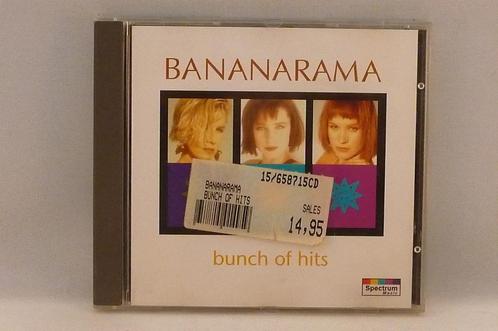 BANANARAMA
15/658715CD
BANANARAMA
BUNCH OF HITS
SALES
14,95
bunch of hits
Spectrum
Music